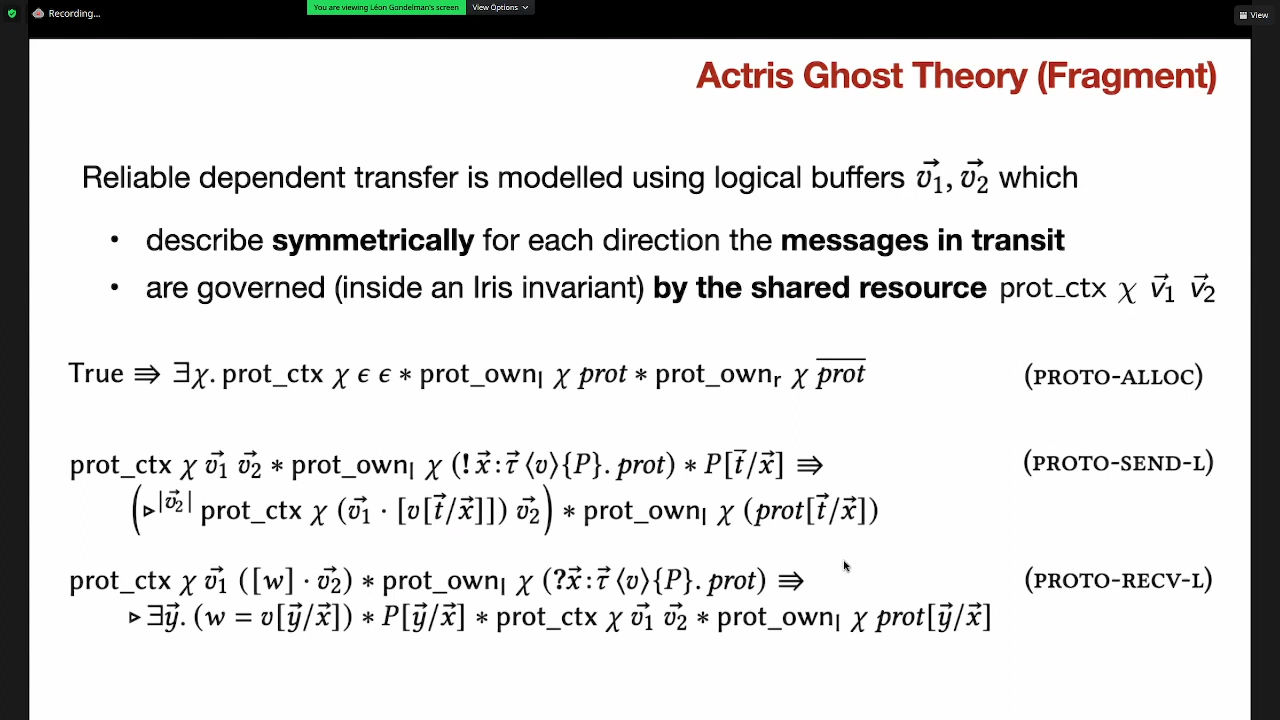 Recording...
You are viewing Léon Gondelman's screen
View Options
View
Actris Ghost Theory (Fragment)
Reliable dependent transfer is modelled using logical buffers v⃗₁, v⃗₂ which
• describe symmetrically for each direction the messages in transit
• are governed (inside an Iris invariant) by the shared resource prot_ctx χ v⃗₁ v⃗₂
True ⇛ ∃χ. prot_ctx χ ϵ ϵ ∗ prot_ownₗ χ prot ∗ prot_ownᵣ χ p̅r̅o̅t̅ (PROTO-ALLOC)
prot_ctx χ v⃗₁ v⃗₂ ∗ prot_ownₗ χ (! x⃗ : τ⃗ ⟨v⟩{P}. prot) ∗ P[t⃗/x⃗] ⇛ (PROTO-SEND-L)
(▹^|v⃗₂| prot_ctx χ (v⃗₁ · [v[t⃗/x⃗]]) v⃗₂) ∗ prot_ownₗ χ (prot[t⃗/x⃗])
prot_ctx χ v⃗₁ ([w] · v⃗₂) ∗ prot_ownₗ χ (?x⃗ : τ⃗ ⟨v⟩{P}. prot) ⇛ (PROTO-RECV-L)
▹ ∃y⃗. (w = v[y⃗/x⃗]) ∗ P[y⃗/x⃗] ∗ prot_ctx χ v⃗₁ v⃗₂ ∗ prot_ownₗ χ prot[y⃗/x⃗]